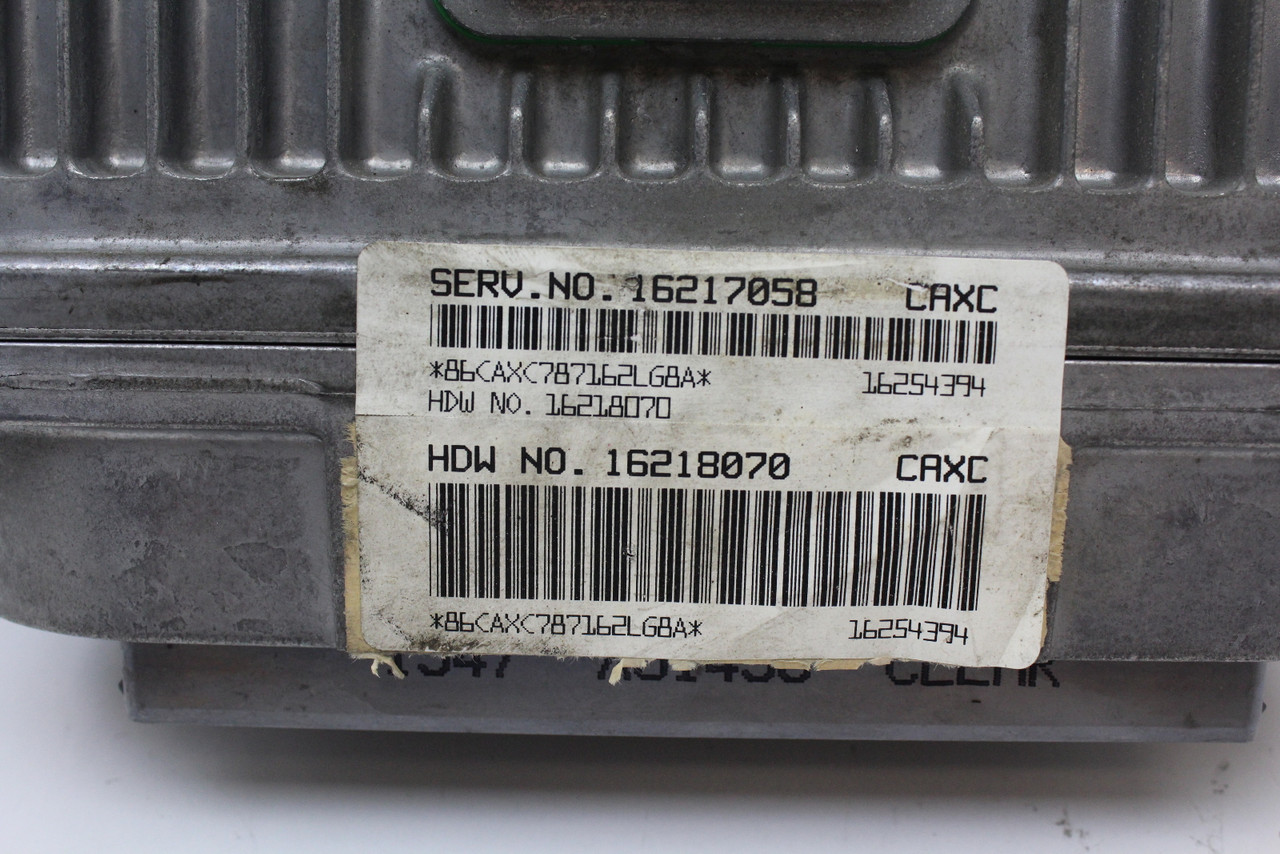 SERV.NO. 16217058 CAXC
*86CAXC787162LG8A* 16254394
HDW NO. 16218070
HDW NO. 16218070 CAXC
*86CAXC787162LG8A* 16254394